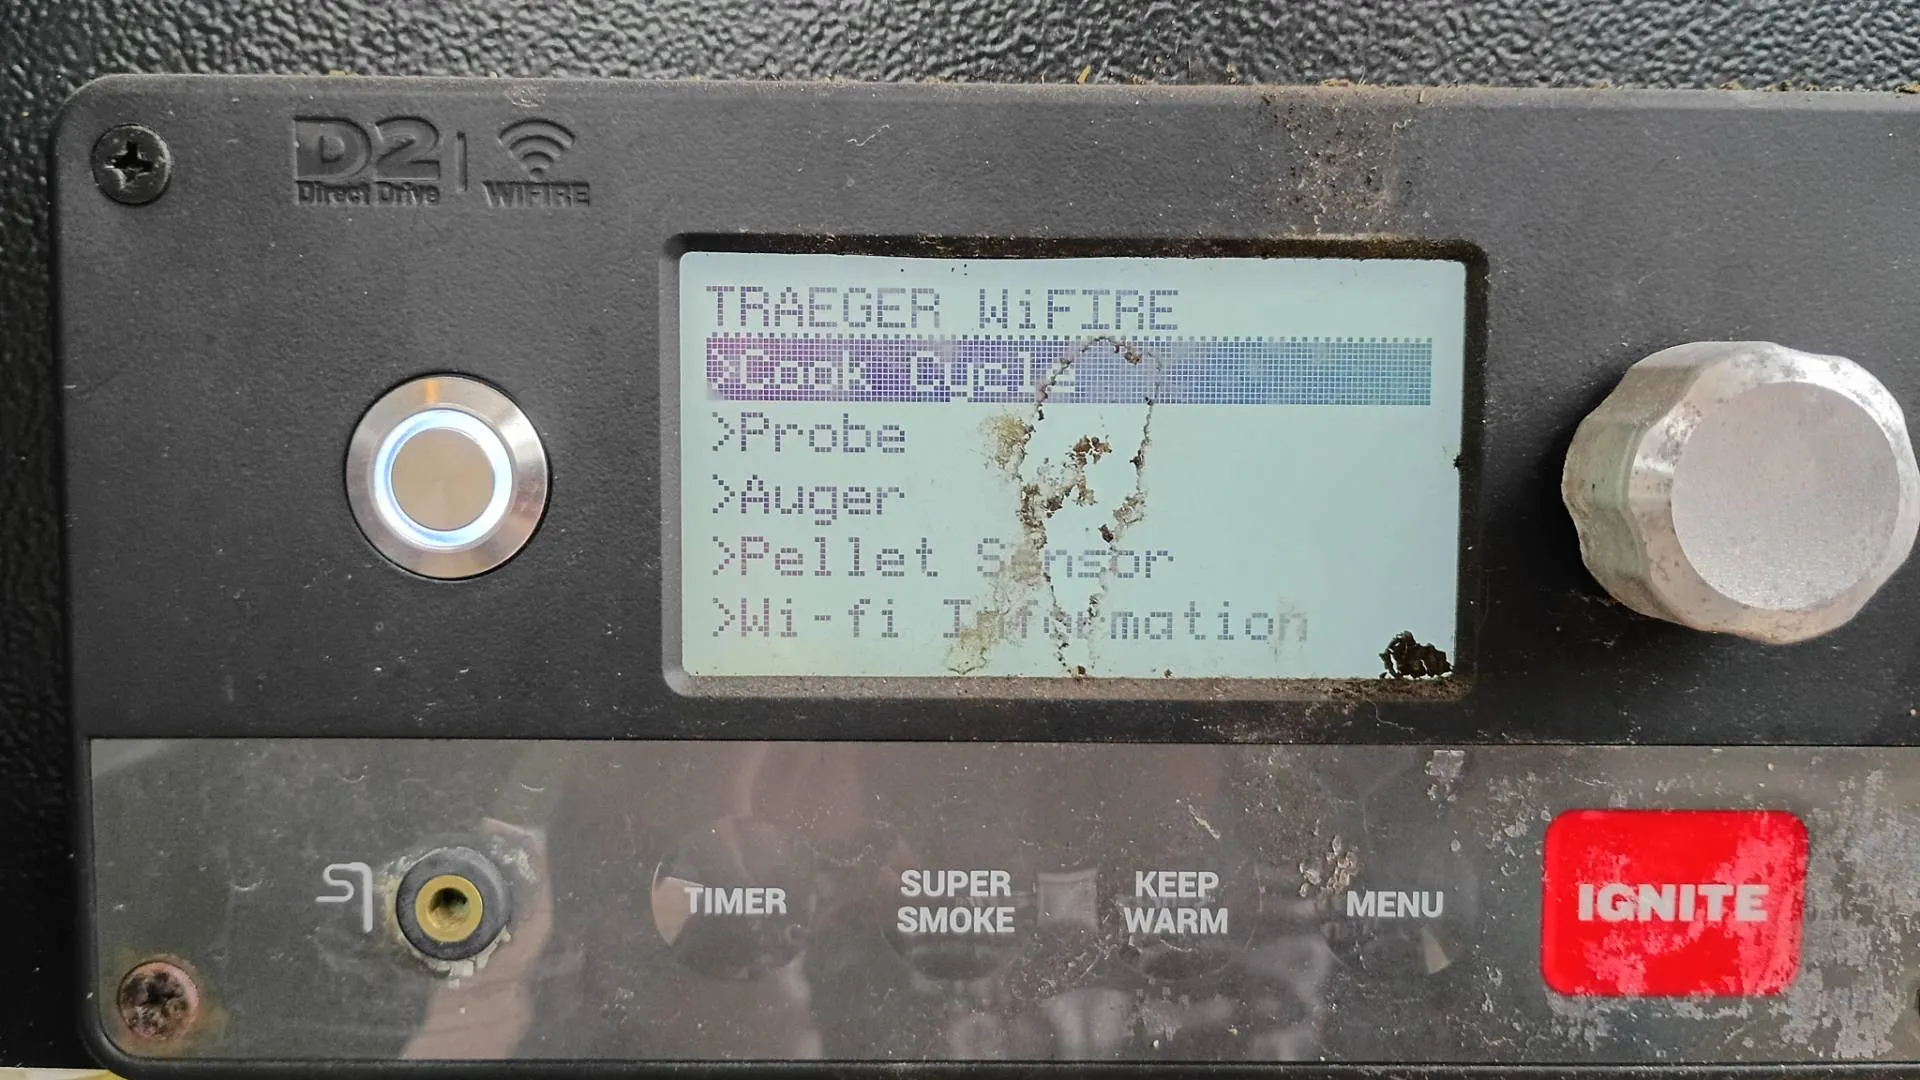 D2
Direct Drive
WIFIRE
TRAEGER WiFIRE
>Cook Cycle
>Probe
>Auger
>Pellet Sensor
>Wi-fi Information
TIMER
SUPER
SMOKE
KEEP
WARM
MENU
IGNITE